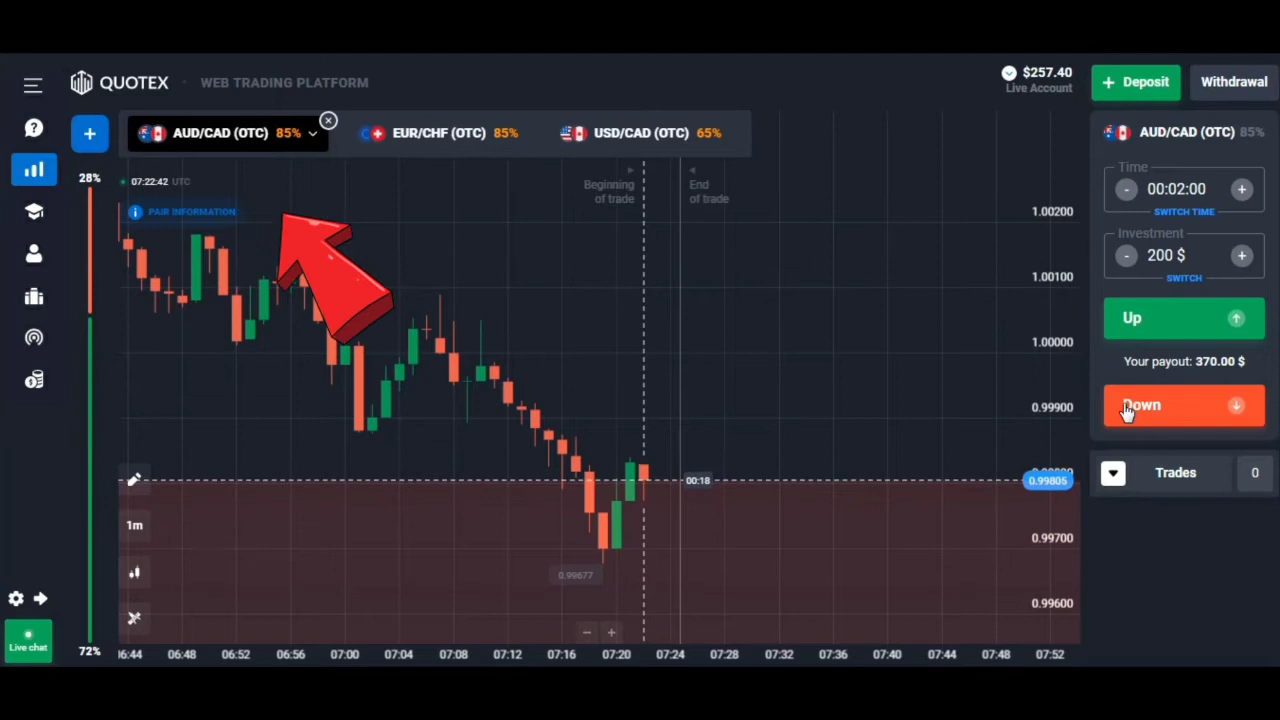 QUOTEX
WEB TRADING PLATFORM
$257.40
Live Account
+ Deposit
Withdrawal
AUD/CAD (OTC) 85%
EUR/CHF (OTC) 85%
USD/CAD (OTC) 65%
AUD/CAD (OTC) 85%
28%
07:22:42 UTC
PAIR INFORMATION
Beginning
of trade
End
of trade
Time
- 00:02:00 +
SWITCH TIME
Investment
- 200 $ +
SWITCH
Up
Your payout: 370.00 $
Down
Trades 0
1.00200
1.00100
1.00000
0.99900
00:18
0.99805
0.99700
0.99677
0.99600
1m
Live chat
72%
06:48 06:52 06:56 07:00 07:04 07:08 07:12 07:16 07:20 07:24 07:28 07:32 07:36 07:40 07:44 07:48 07:52